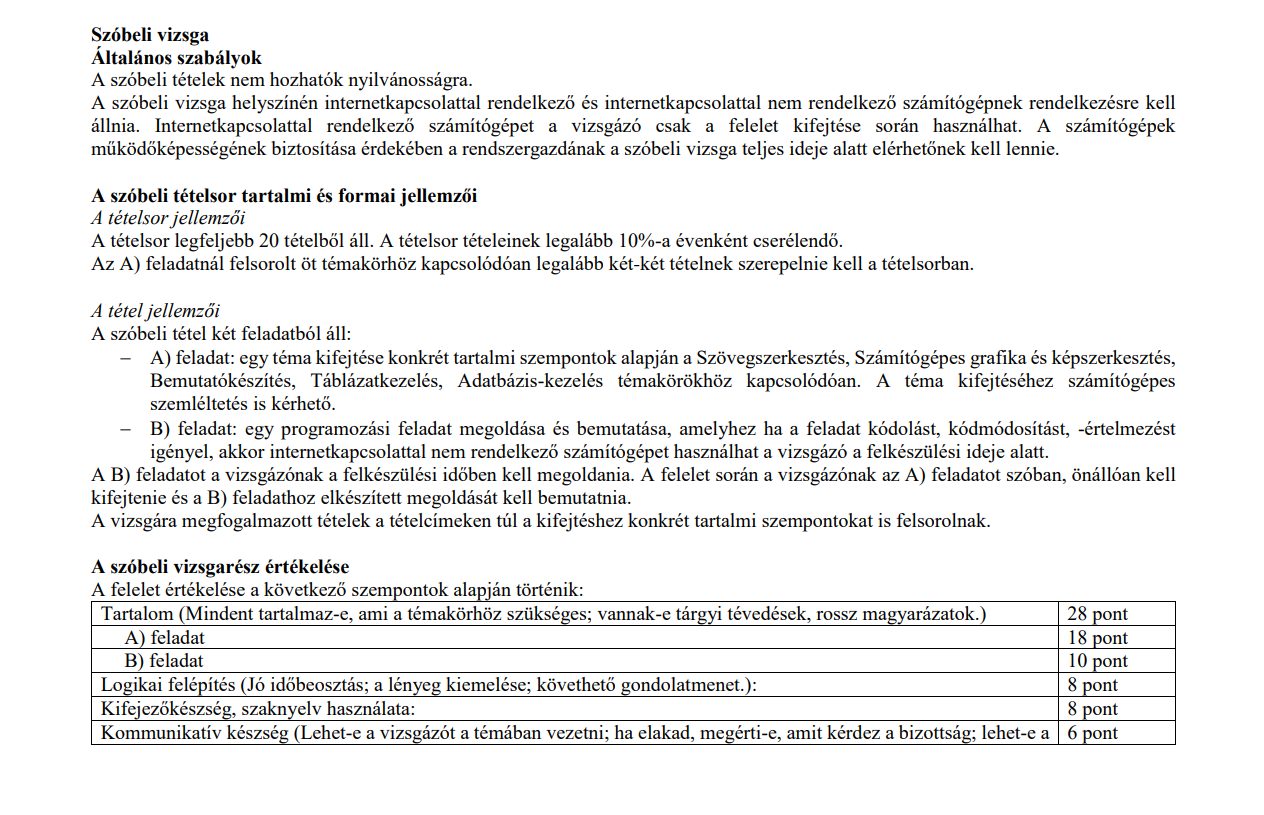 Szóbeli vizsga
Általános szabályok
A szóbeli tételek nem hozhatók nyilvánosságra.
A szóbeli vizsga helyszínén internetkapcsolattal rendelkező és internetkapcsolattal nem rendelkező számítógépnek rendelkezésre kell
állnia. Internetkapcsolattal rendelkező számítógépet a vizsgázó csak a felelet kifejtése során használhat. A számítógépek
működőképességének biztosítása érdekében a rendszergazdának a szóbeli vizsga teljes ideje alatt elérhetőnek kell lennie.
A szóbeli tételsor tartalmi és formai jellemzői
A tételsor jellemzői
A tételsor legfeljebb 20 tételből áll. A tételsor tételeinek legalább 10%-a évenként cserélendő.
Az A) feladatnál felsorolt öt témakörhöz kapcsolódóan legalább két-két tételnek szerepelnie kell a tételsorban.
A tétel jellemzői
A szóbeli tétel két feladatból áll:
– A) feladat: egy téma kifejtése konkrét tartalmi szempontok alapján a Szövegszerkesztés, Számítógépes grafika és képszerkesztés,
Bemutatókészítés, Táblázatkezelés, Adatbázis-kezelés témakörökhöz kapcsolódóan. A téma kifejtéséhez számítógépes
szemléltetés is kérhető.
– B) feladat: egy programozási feladat megoldása és bemutatása, amelyhez ha a feladat kódolást, kódmódosítást, -értelmezést
igényel, akkor internetkapcsolattal nem rendelkező számítógépet használhat a vizsgázó a felkészülési ideje alatt.
A B) feladatot a vizsgázónak a felkészülési időben kell megoldania. A felelet során a vizsgázónak az A) feladatot szóban, önállóan kell
kifejtenie és a B) feladathoz elkészített megoldását kell bemutatnia.
A vizsgára megfogalmazott tételek a tételcímeken túl a kifejtéshez konkrét tartalmi szempontokat is felsorolnak.
A szóbeli vizsgarész értékelése
A felelet értékelése a következő szempontok alapján történik:
Tartalom (Mindent tartalmaz-e, ami a témakörhöz szükséges; vannak-e tárgyi tévedések, rossz magyarázatok.) 28 pont
A) feladat 18 pont
B) feladat 10 pont
Logikai felépítés (Jó időbeosztás; a lényeg kiemelése; követhető gondolatmenet.): 8 pont
Kifejezőkészség, szaknyelv használata: 8 pont
Kommunikatív készség (Lehet-e a vizsgázót a témában vezetni; ha elakad, megérti-e, amit kérdez a bizottság; lehet-e a 6 pont